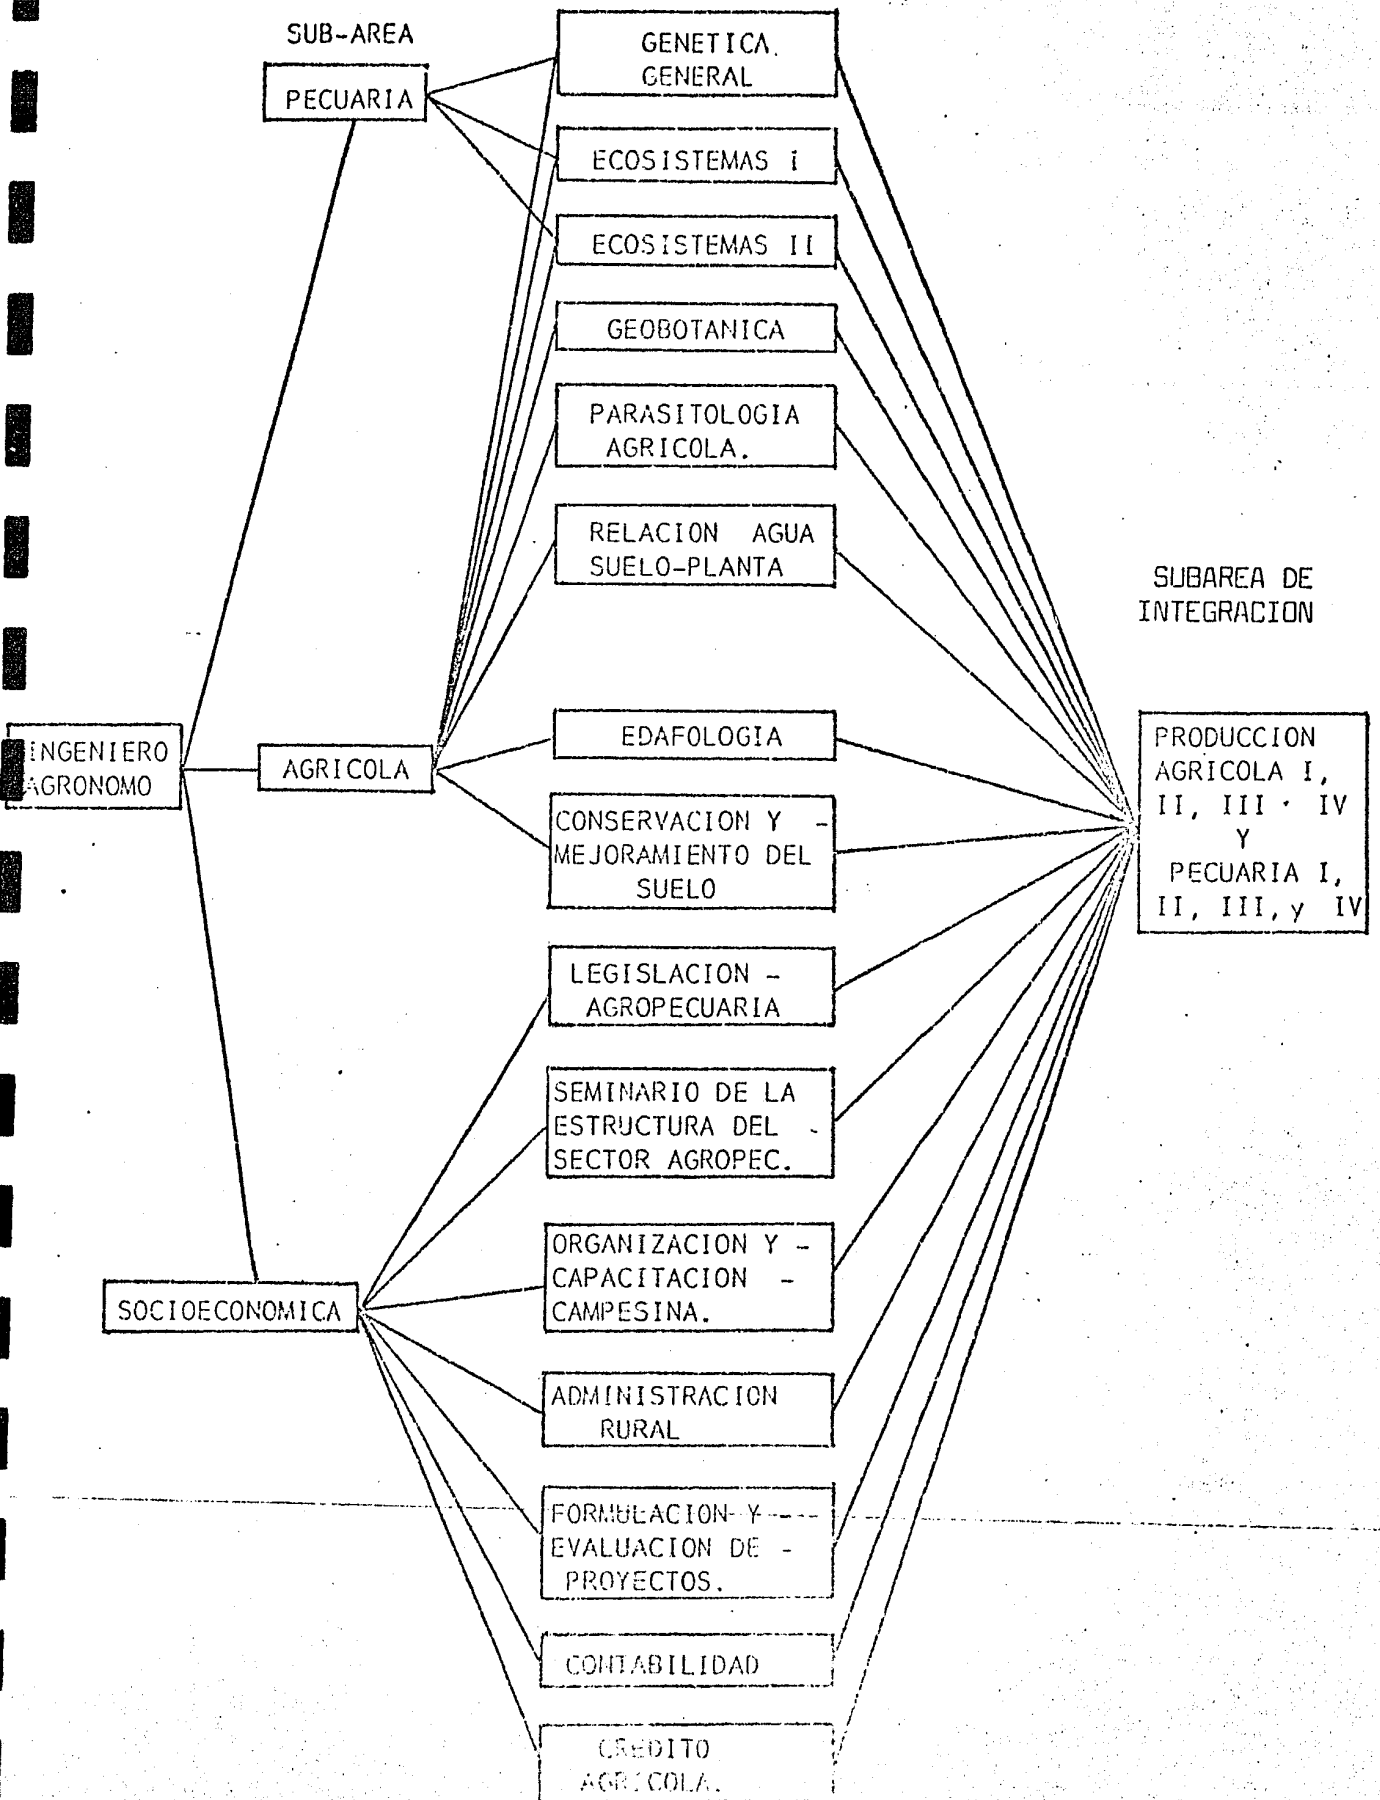 SUB-AREA
PECUARIA
GENETICA.
GENERAL
ECOSISTEMAS I
ECOSISTEMAS II
GEOBOTANICA
PARASITOLOGIA
AGRICOLA.
RELACION AGUA
SUELO-PLANTA
SUBAREA DE
INTEGRACION
INGENIERO
AGRONOMO
AGRICOLA
EDAFOLOGIA
CONSERVACION Y -
MEJORAMIENTO DEL
SUELO
PRODUCCION
AGRICOLA I,
II, III · IV
Y
PECUARIA I,
II, III, y IV
LEGISLACION -
AGROPECUARIA
SEMINARIO DE LA
ESTRUCTURA DEL -
SECTOR AGROPEC.
SOCIOECONOMICA
ORGANIZACION Y -
CAPACITACION -
CAMPESINA.
ADMINISTRACION
RURAL
FORMULACION Y -
EVALUACION DE -
PROYECTOS.
CONTABILIDAD
CREDITO
AGRICOLA.